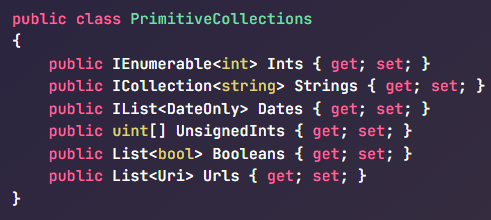 public class PrimitiveCollections
{
    public IEnumerable<int> Ints { get; set; }
    public ICollection<string> Strings { get; set; }
    public IList<DateOnly> Dates { get; set; }
    public uint[] UnsignedInts { get; set; }
    public List<bool> Booleans { get; set; }
    public List<Uri> Urls { get; set; }
}